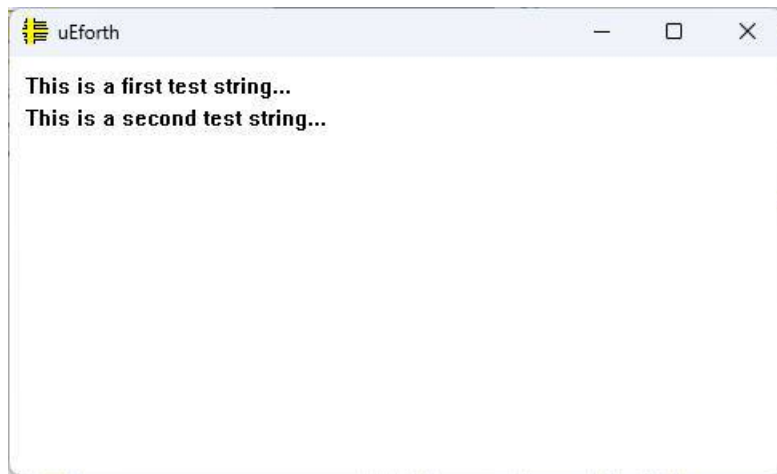 uEforth
This is a first test string...
This is a second test string...